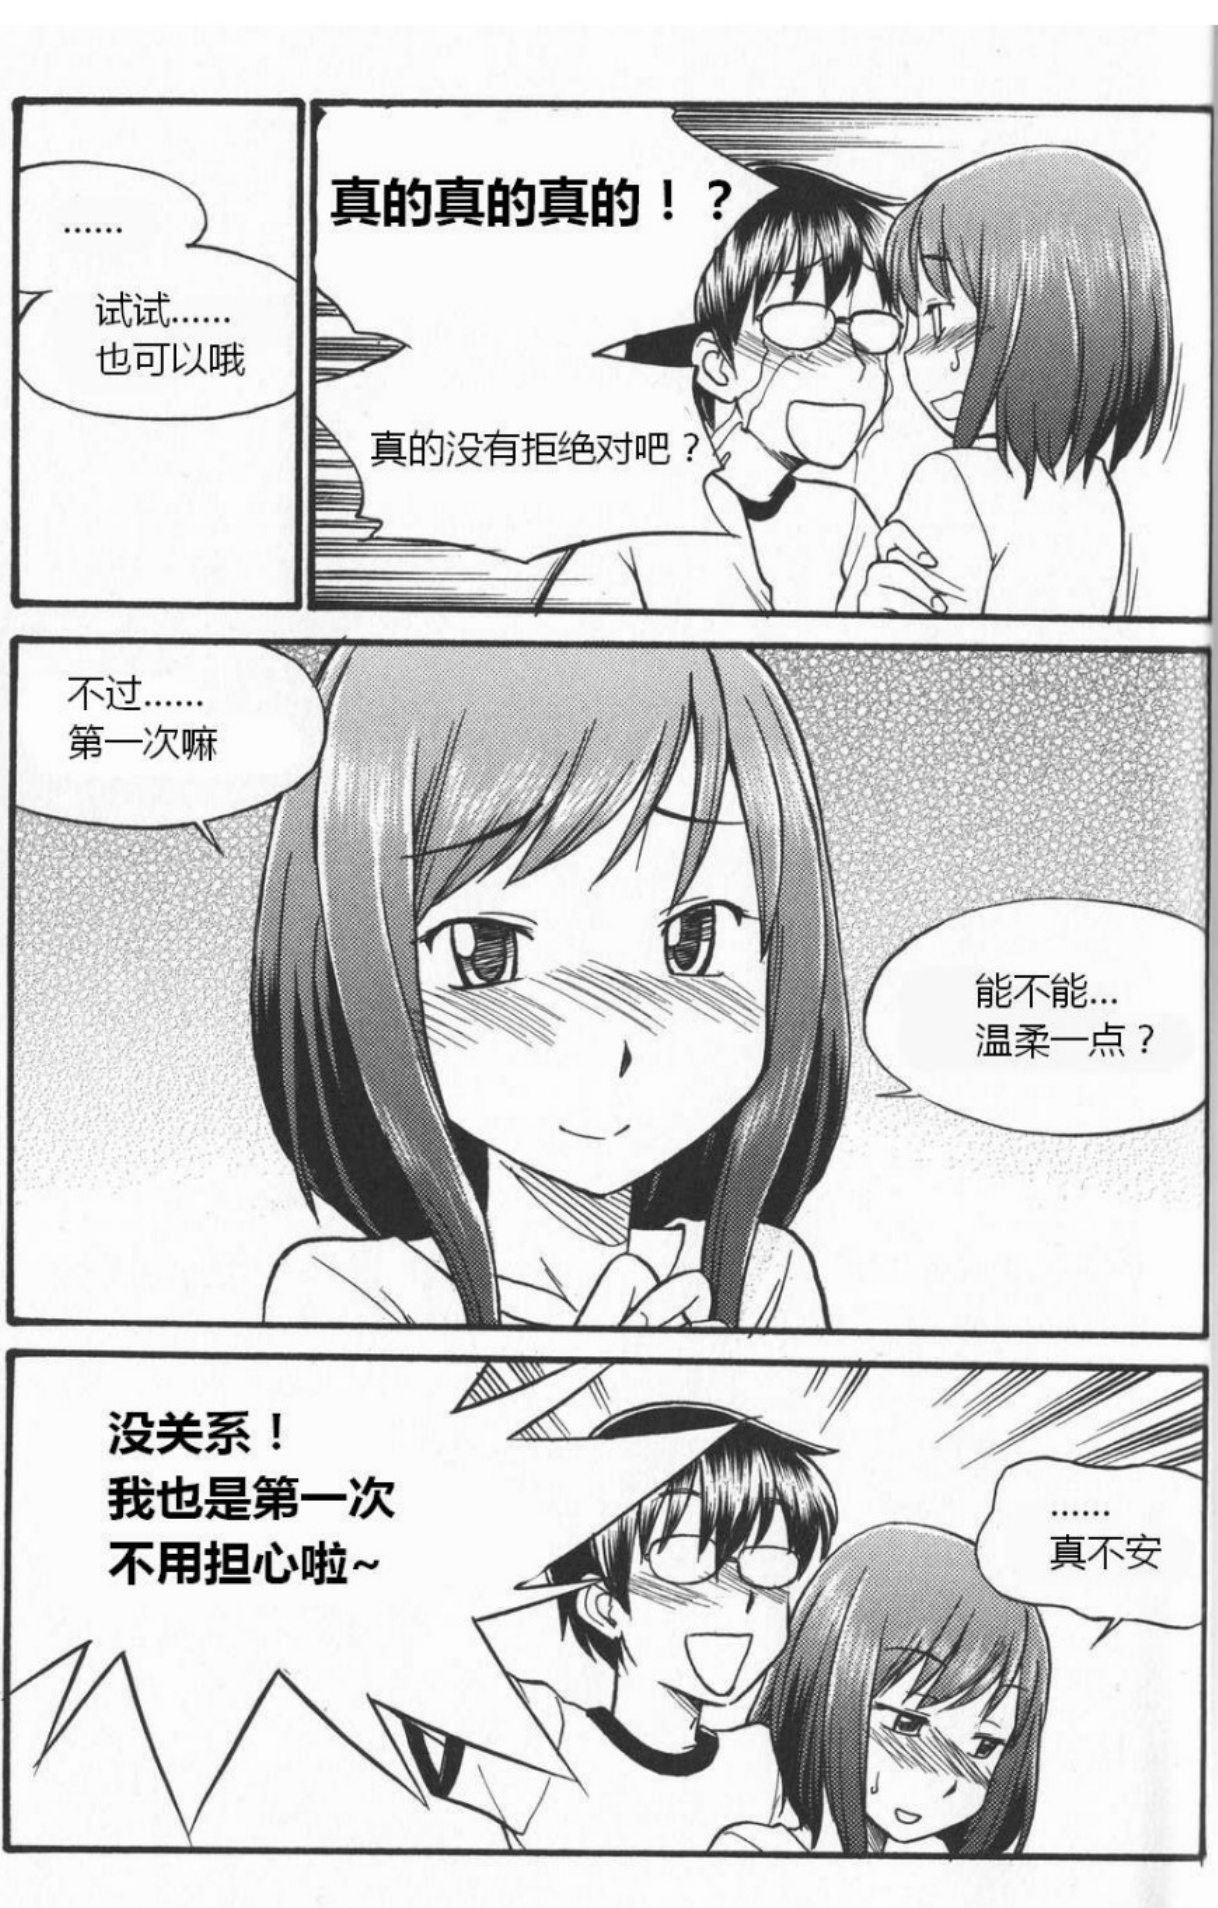 ……
试试……
也可以哦
真的真的真的！？
真的没有拒绝对吧？
不过……
第一次嘛
能不能…
温柔一点？
没关系！
我也是第一次
不用担心啦~
……
真不安